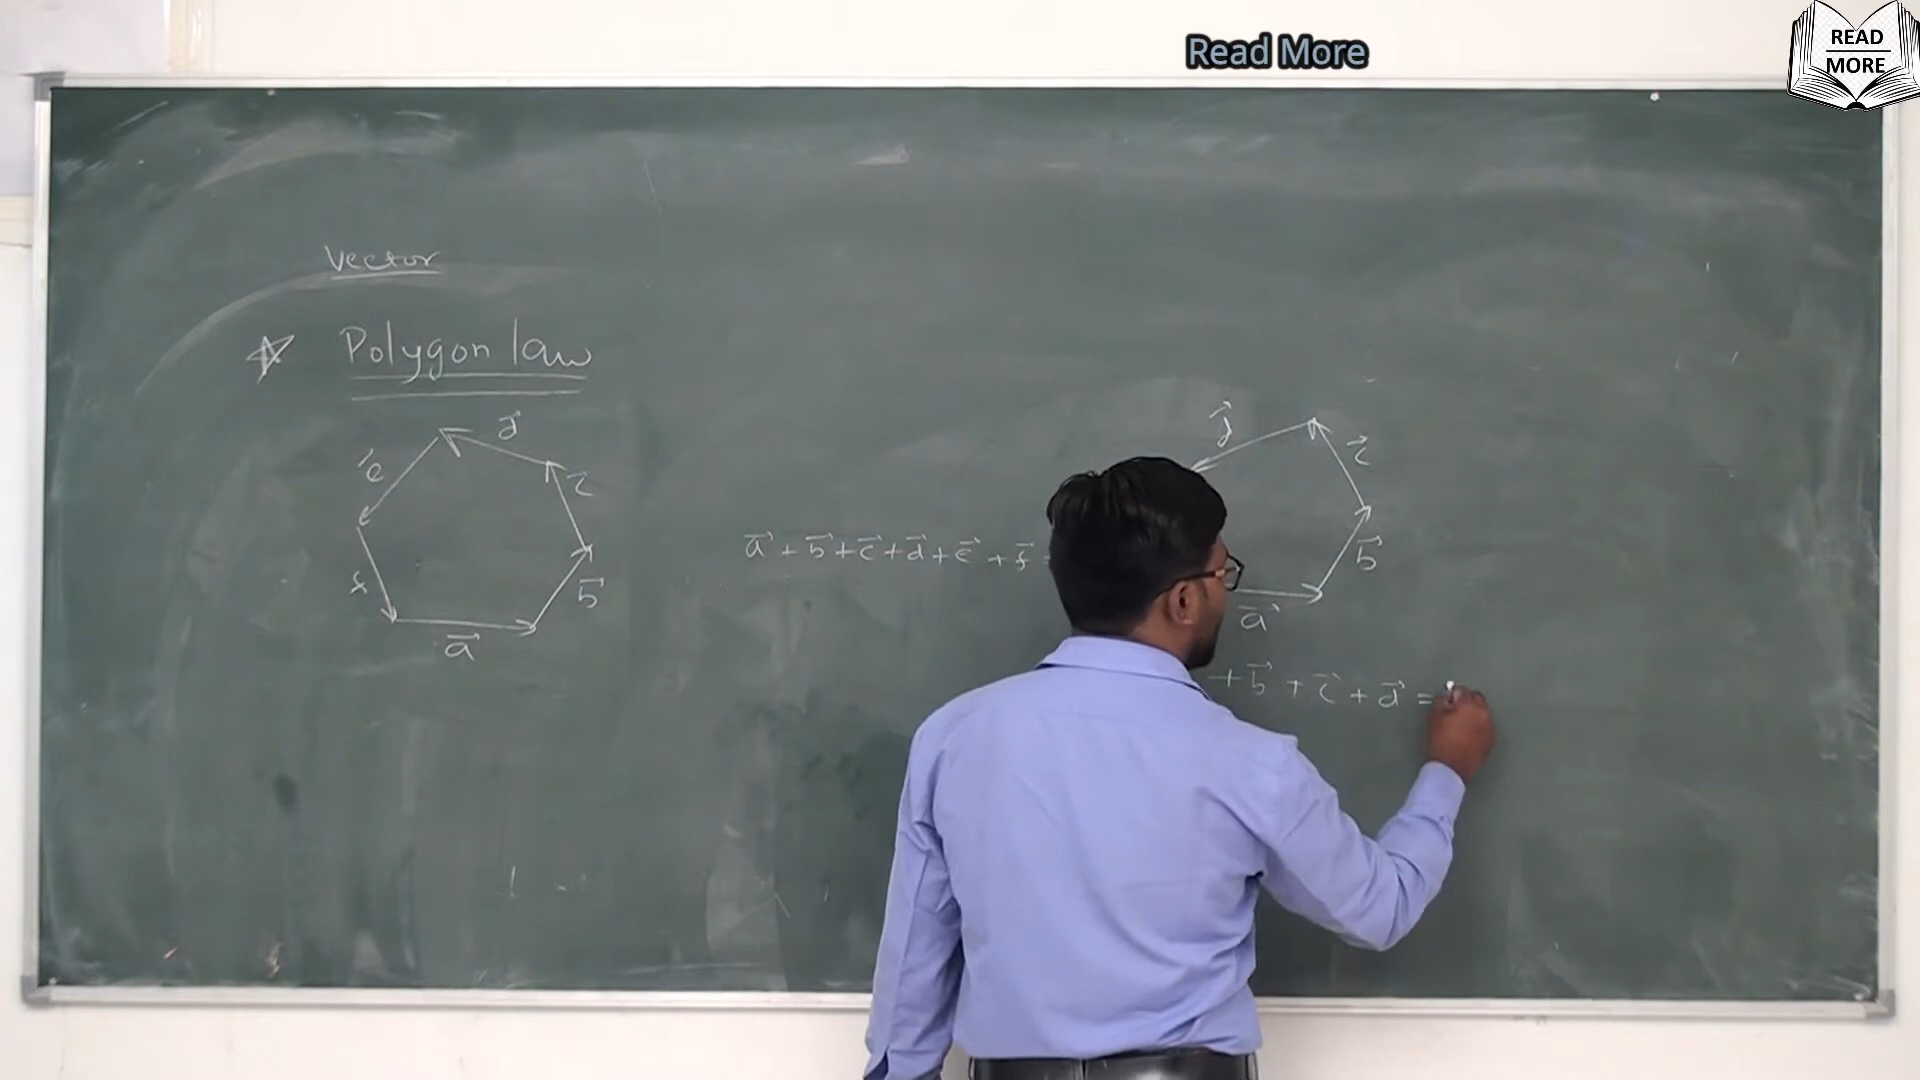 Read More
READ
MORE
Vector
Polygon law
d⃗
e⃗
c⃗
f
b⃗
a⃗
a⃗ + b⃗ + c⃗ + d⃗ + e⃗ + f⃗ =
d⃗
c⃗
b⃗
a⃗
+ b⃗ + c⃗ + d⃗ =